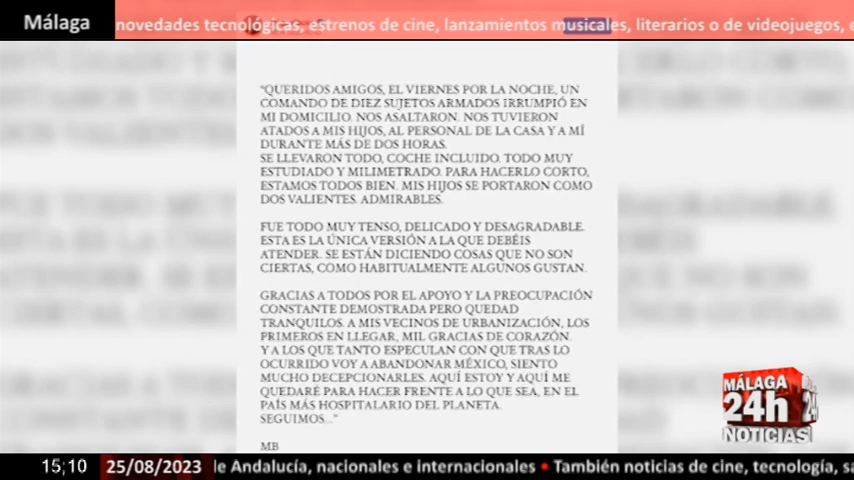 Málaga
novedades tecnológicas, estrenos de cine, lanzamientos musicales, literarios o de videojuegos, e
"QUERIDOS AMIGOS, EL VIERNES POR LA NOCHE, UN
COMANDO DE DIEZ SUJETOS ARMADOS IRRUMPIÓ EN
MI DOMICILIO. NOS ASALTARON. NOS TUVIERON
ATADOS A MIS HIJOS, AL PERSONAL DE LA CASA Y A MÍ
DURANTE MÁS DE DOS HORAS.
SE LLEVARON TODO, COCHE INCLUIDO. TODO MUY
ESTUDIADO Y MILIMETRADO. PARA HACERLO CORTO,
ESTAMOS TODOS BIEN. MIS HIJOS SE PORTARON COMO
DOS VALIENTES. ADMIRABLES.
FUE TODO MUY TENSO, DELICADO Y DESAGRADABLE.
ESTA ES LA ÚNICA VERSIÓN A LA QUE DEBÉIS
ATENDER. SE ESTÁN DICIENDO COSAS QUE NO SON
CIERTAS, COMO HABITUALMENTE ALGUNOS GUSTAN.
GRACIAS A TODOS POR EL APOYO Y LA PREOCUPACIÓN
CONSTANTE DEMOSTRADA PERO QUEDAD
TRANQUILOS. A MIS VECINOS DE URBANIZACIÓN, LOS
PRIMEROS EN LLEGAR, MIL GRACIAS DE CORAZÓN.
Y A LOS QUE TANTO ESPECULAN CON QUE TRAS LO
OCURRIDO VOY A ABANDONAR MÉXICO, SIENTO
MUCHO DECEPCIONARLES. AQUÍ ESTOY Y AQUÍ ME
QUEDARÉ PARA HACER FRENTE A LO QUE SEA, EN EL
PAÍS MÁS HOSPITALARIO DEL PLANETA.
SEGUIMOS..."
MB
MÁLAGA
24h
NOTICIAS
15:10
25/08/2023
de Andalucía, nacionales e internacionales • También noticias de cine, tecnología, sa